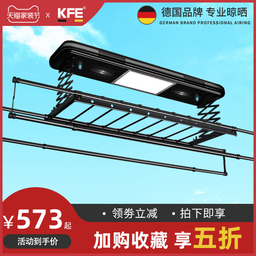 天猫家装节 x KFE
德国品牌 专业晾晒
GERMAN BRAND PROFESSIONAL AIRING
¥573起
活动到手价
• 领劵立减 • 拍下即享
加购收藏 享 五折